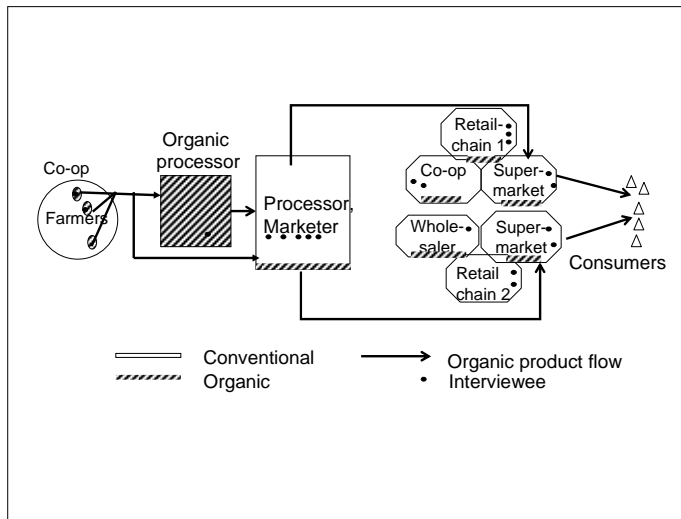 Co-op
Farmers
Organic
processor
Processor,
Marketer
Retail-
chain 1
Co-op
Super-
market
Whole-
saler
Super-
market
Retail
chain 2
Consumers
Conventional
Organic
Organic product flow
Interviewee